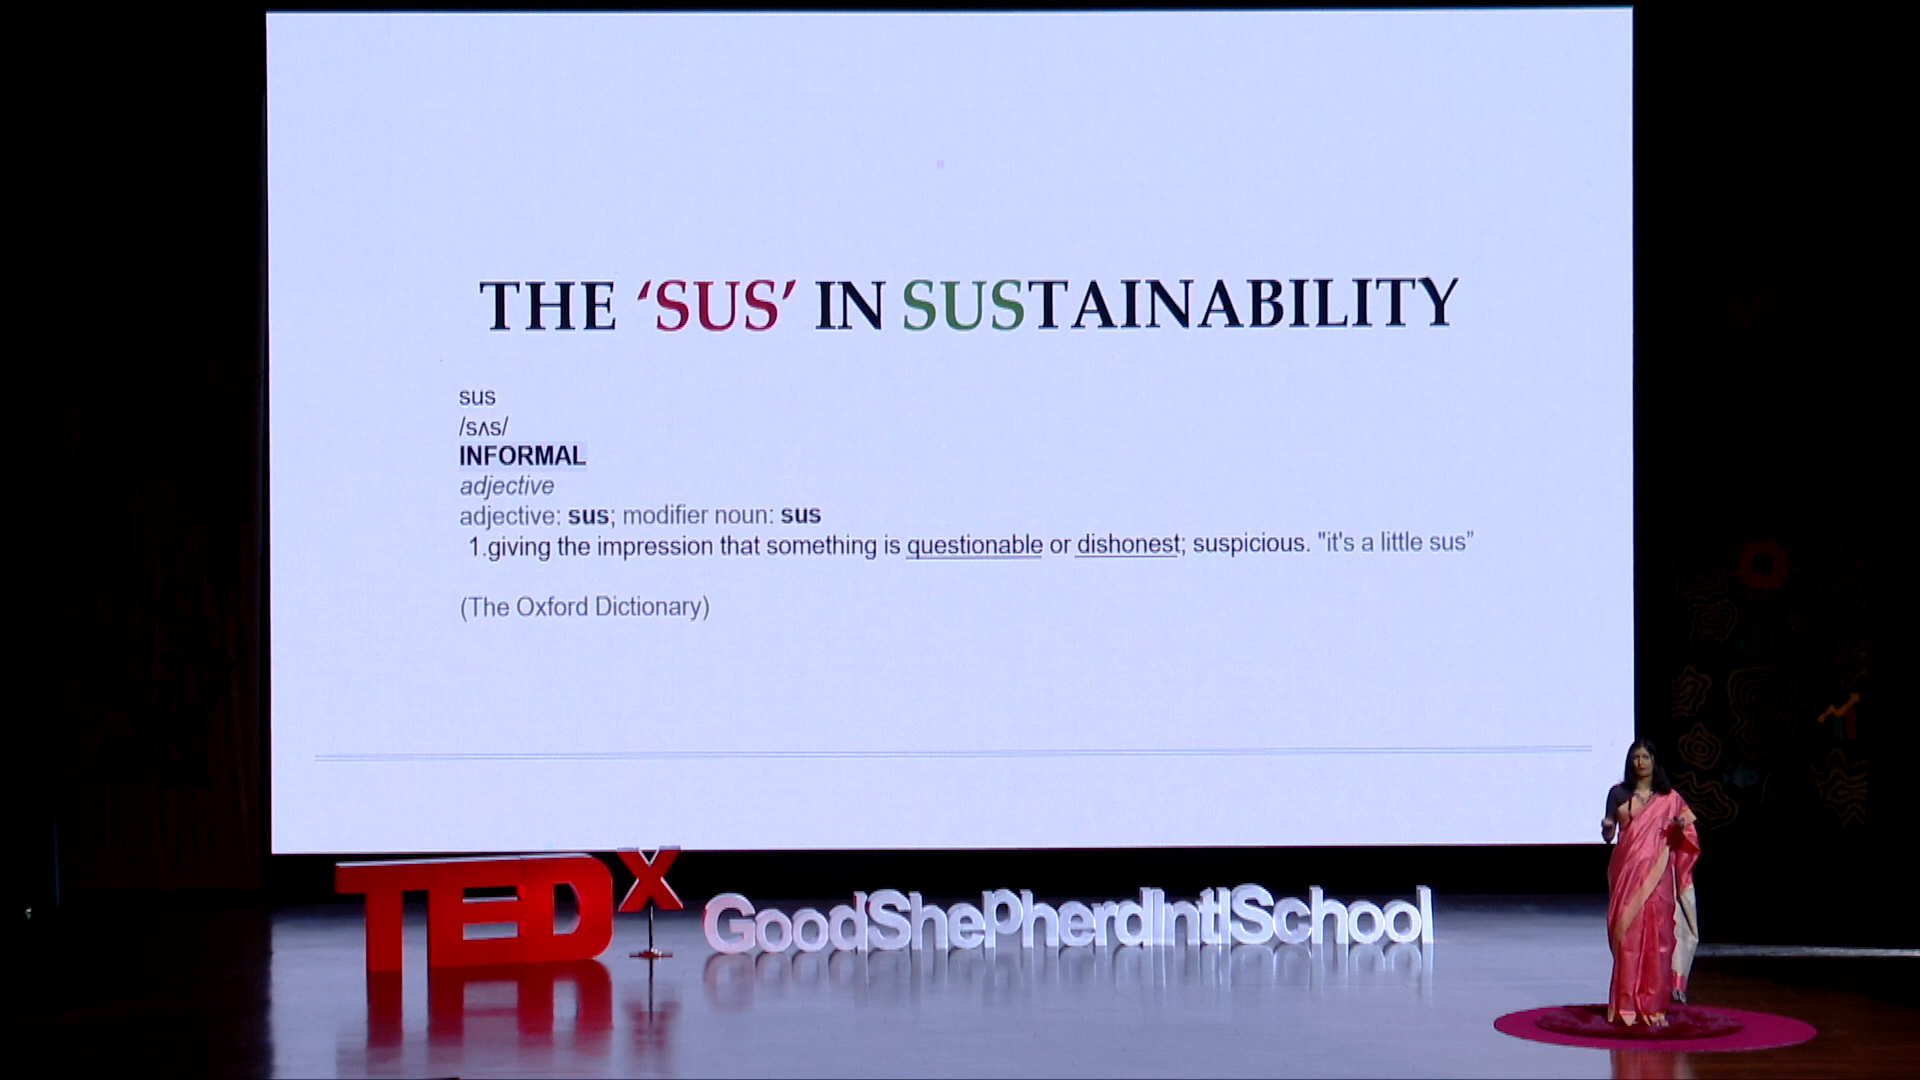 THE ‘SUS’ IN SUSTAINABILITY
sus
/sʌs/
INFORMAL
adjective
adjective: sus; modifier noun: sus
1.giving the impression that something is questionable or dishonest; suspicious. "it's a little sus”
(The Oxford Dictionary)
TEDx GoodShePherdIntlSchool